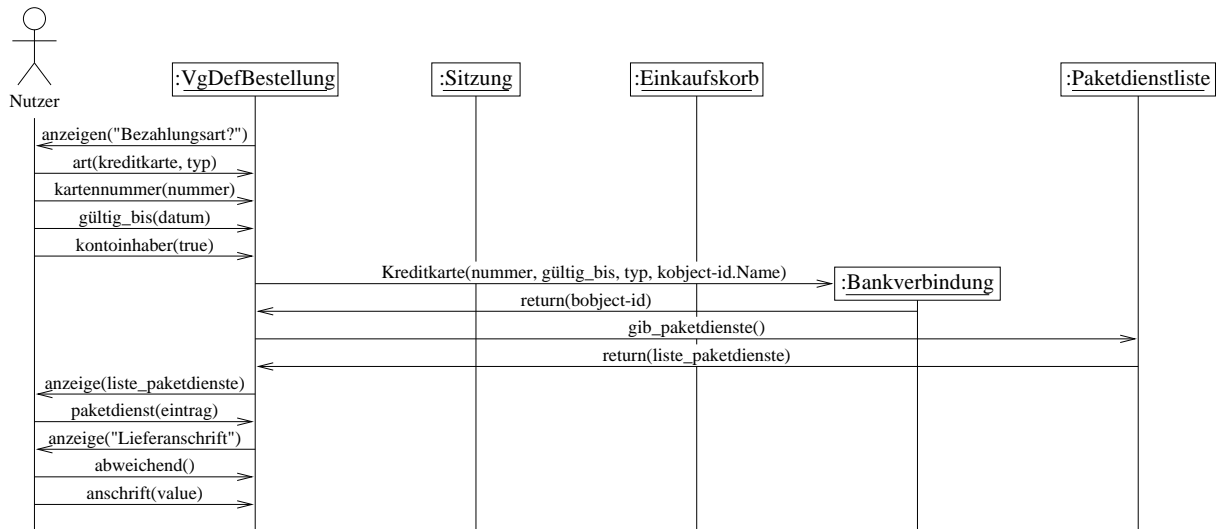 :VgDefBestellung
:Sitzung
:Einkaufskorb
:Paketdienstliste
Nutzer
anzeigen("Bezahlungsart?")
art(kreditkarte, typ)
kartennummer(nummer)
gültig_bis(datum)
kontoinhaber(true)
Kreditkarte(nummer, gültig_bis, typ, kobject-id.Name)
:Bankverbindung
return(bobject-id)
gib_paketdienste()
return(liste_paketdienste)
anzeige(liste_paketdienste)
paketdienst(eintrag)
anzeige("Lieferanschrift")
abweichend()
anschrift(value)